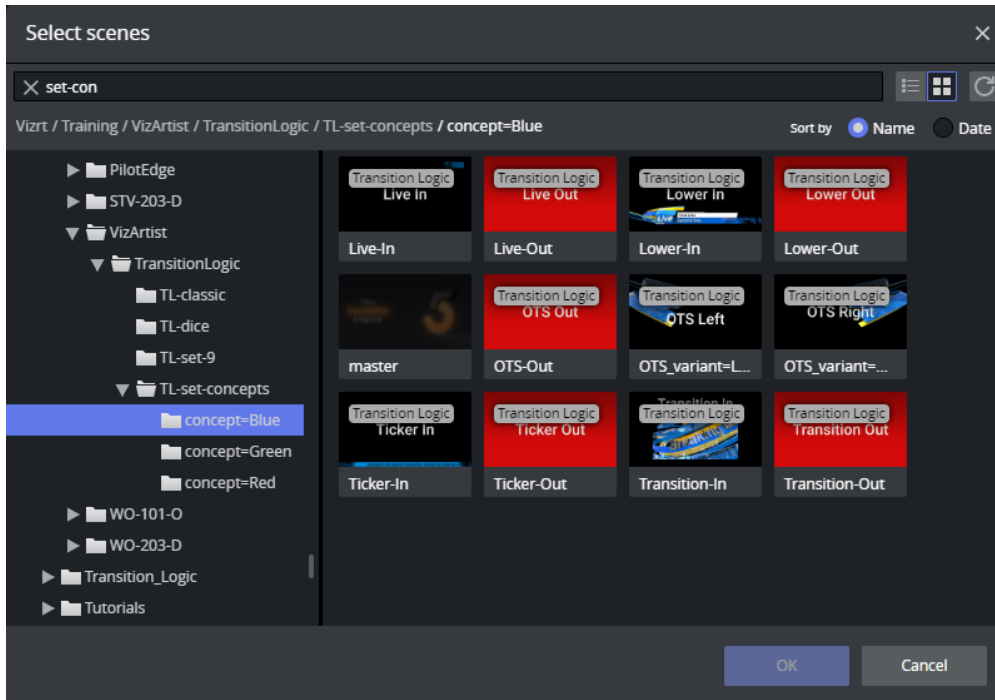 Select scenes
set-con
Vizrt / Training / VizArtist / TransitionLogic / TL-set-concepts / concept=Blue
Sort by Name Date
PilotEdge
STV-203-D
VizArtist
TransitionLogic
TL-classic
TL-dice
TL-set-9
TL-set-concepts
concept=Blue
concept=Green
concept=Red
WO-101-O
WO-203-D
Transition_Logic
Tutorials
Transition Logic
Live In
Live-In
Transition Logic
Live Out
Live-Out
Transition Logic
Lower In
Live
Lower-In
Transition Logic
Lower Out
Lower-Out
5
master
Transition Logic
OTS Out
OTS-Out
Transition Logic
OTS Left
OTS_variant=L...
Transition Logic
OTS Right
OTS_variant=...
Transition Logic
Ticker In
Ticker-In
Transition Logic
Ticker Out
Ticker-Out
Transition In
Transition Logic
Transition-In
Transition Logic
Transition Out
Transition-Out
OK
Cancel